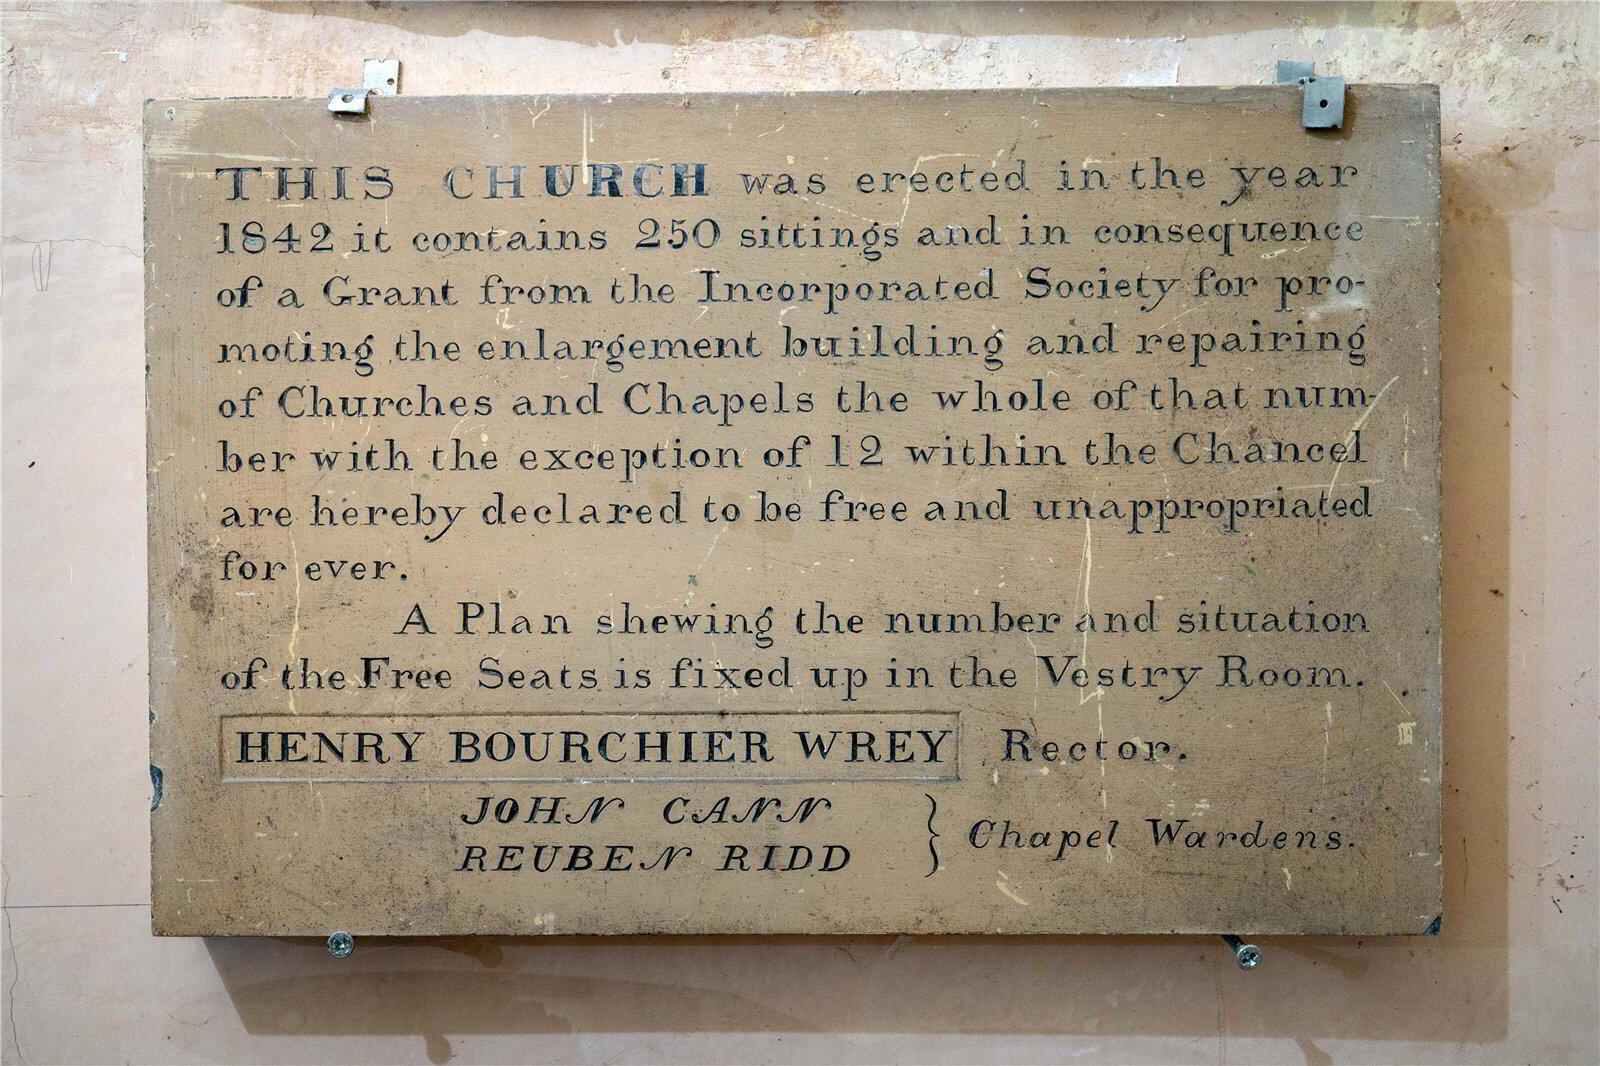 THIS CHURCH was erected in the year
1842 it contains 250 sittings and in consequence
of a Grant from the Incorporated Society for pro-
moting the enlargement building and repairing
of Churches and Chapels the whole of that num-
ber with the exception of 12 within the Chancel
are hereby declared to be free and unappropriated
for ever.
A Plan shewing the number and situation
of the Free Seats is fixed up in the Vestry Room.
HENRY BOURCHIER WREY Rector.
JOHN CANN
REUBEN RIDD } Chapel Wardens.